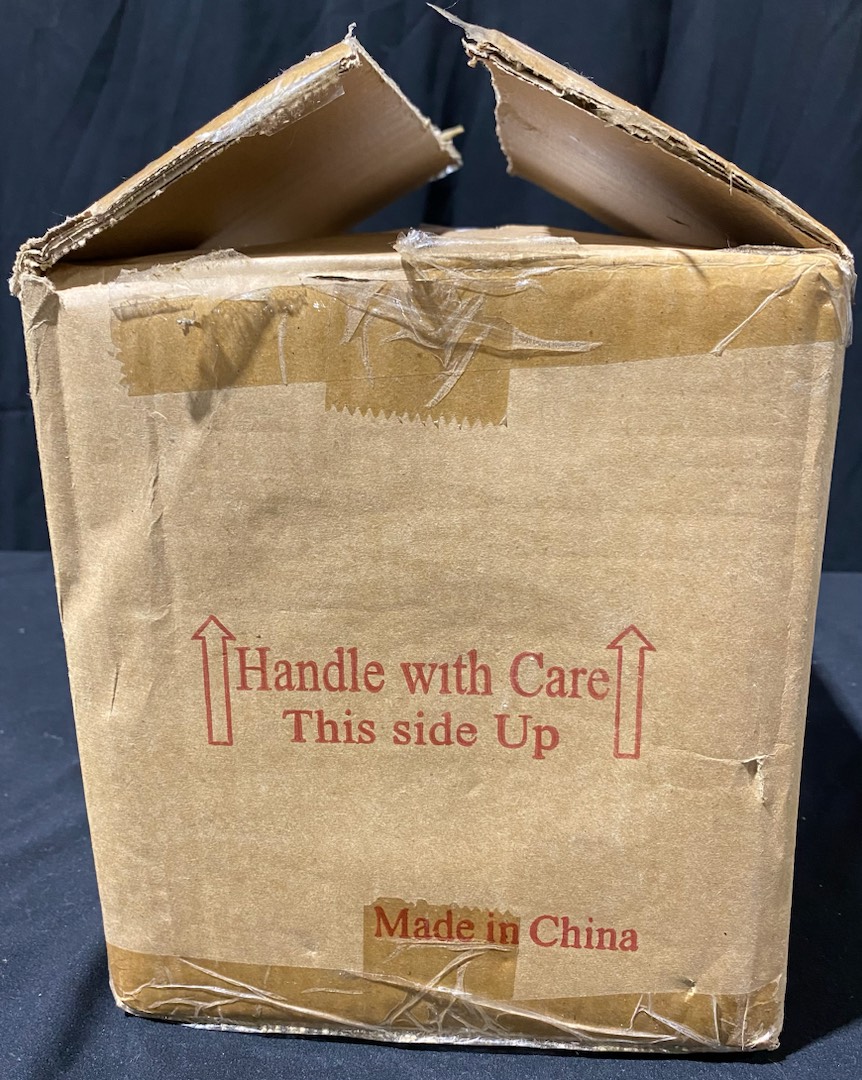 Handle with Care
This side Up
Made in China